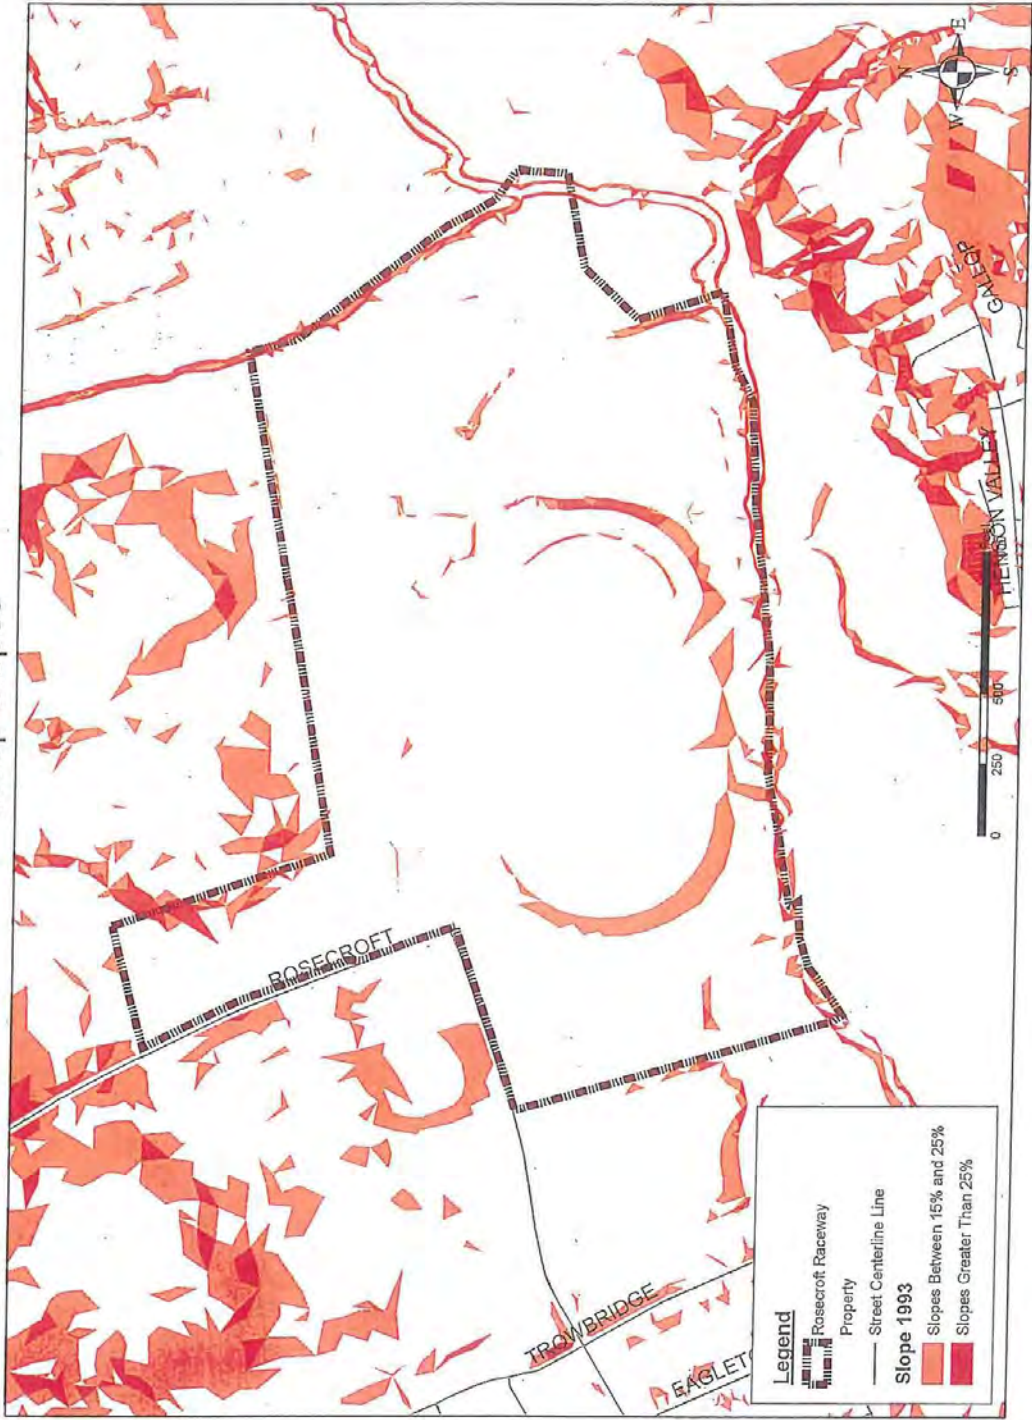 ROSECROFT
TROWBRIDGE
GALLOP
HENSON VALLEY
N
W
E
S
0
250
500
Legend
Rosecroft Raceway
Property
Street Centerline Line
Slope 1993
Slopes Between 15% and 25%
Slopes Greater Than 25%